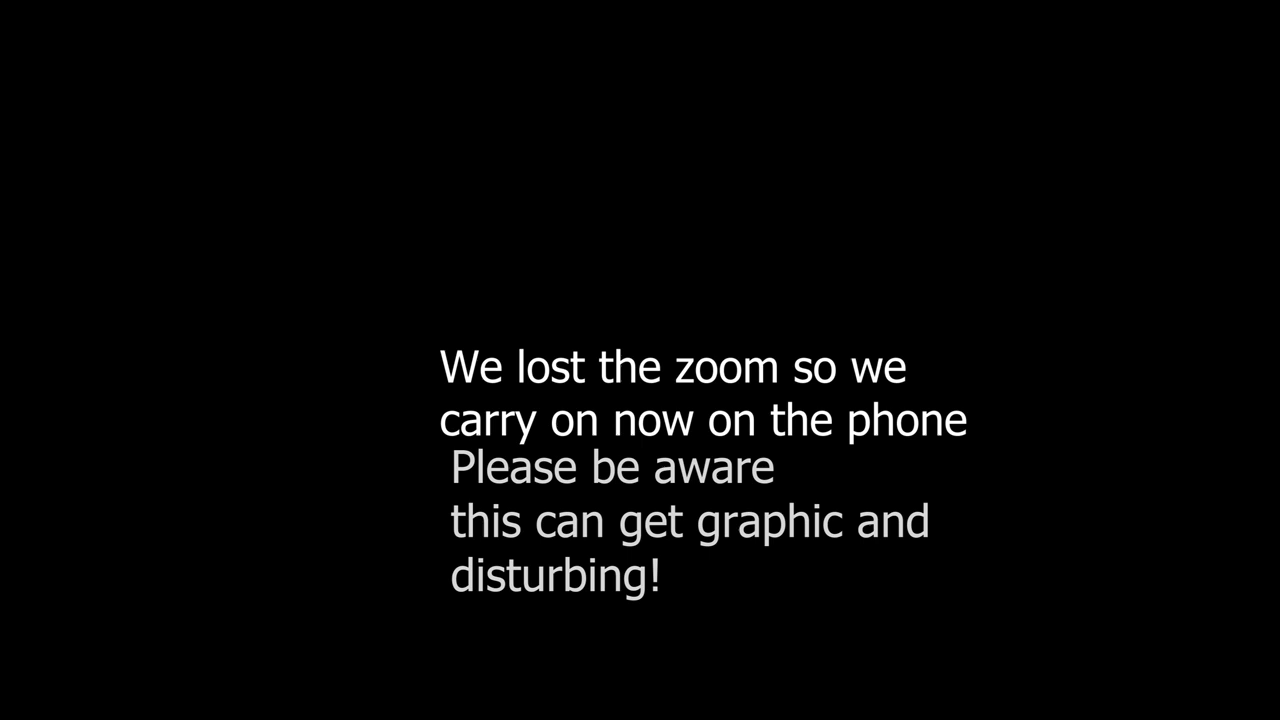 We lost the zoom so we
carry on now on the phone
Please be aware
this can get graphic and
disturbing!